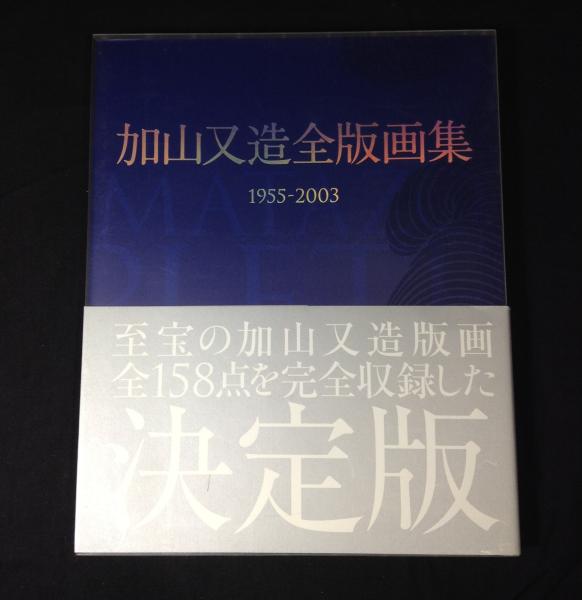 加山又造全版画集
1955-2003
至宝の加山又造版画
全158点を完全収録した
決定版